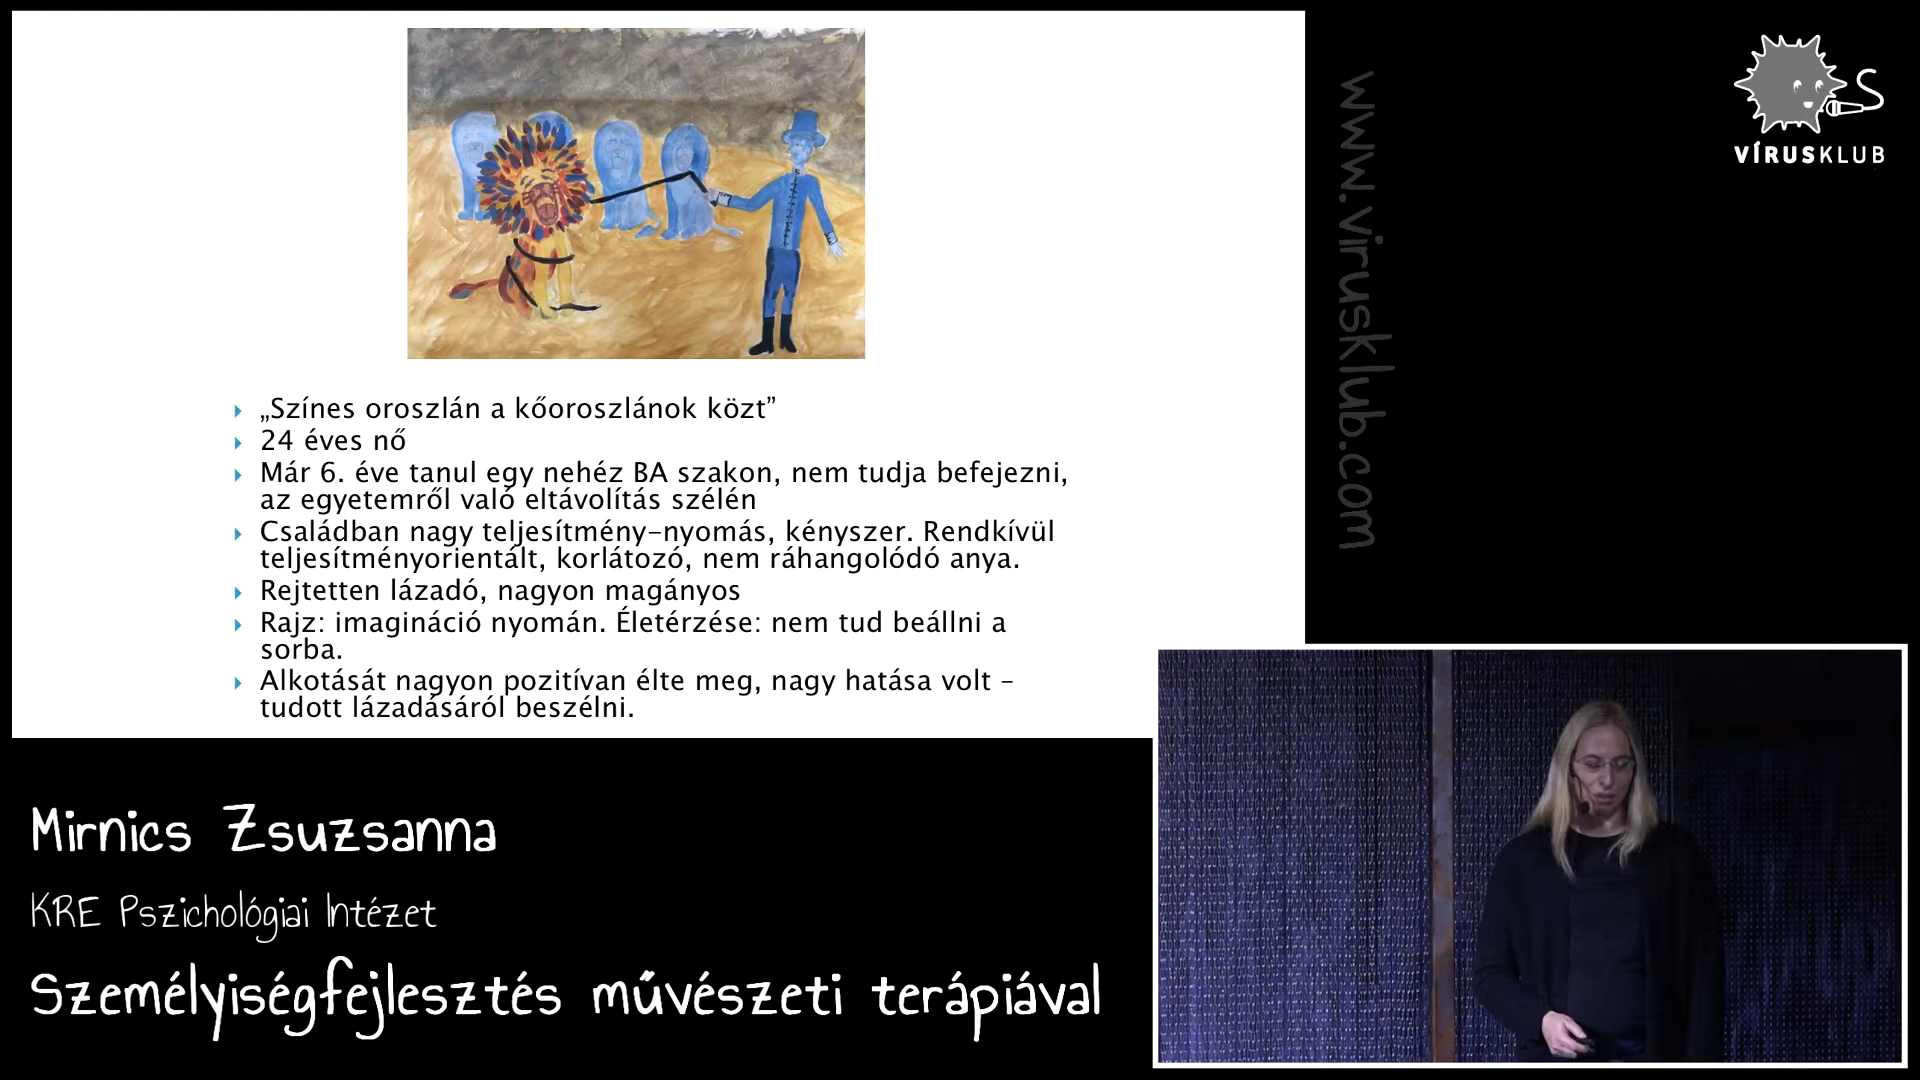 „Színes oroszlán a kőoroszlánok közt”
24 éves nő
Már 6. éve tanul egy nehéz BA szakon, nem tudja befejezni,
az egyetemről való eltávolítás szélén
Családban nagy teljesítmény-nyomás, kényszer. Rendkívül
teljesítményorientált, korlátozó, nem ráhangolódó anya.
Rejtetten lázadó, nagyon magányos
Rajz: imagináció nyomán. Életérzése: nem tud beállni a
sorba.
Alkotását nagyon pozitívan élte meg, nagy hatása volt –
tudott lázadásáról beszélni.
www.virusklub.com
VÍRUSKLUB
Mirnics Zsuzsanna
KRE Pszichológiai Intézet
Személyiségfejlesztés művészeti terápiával